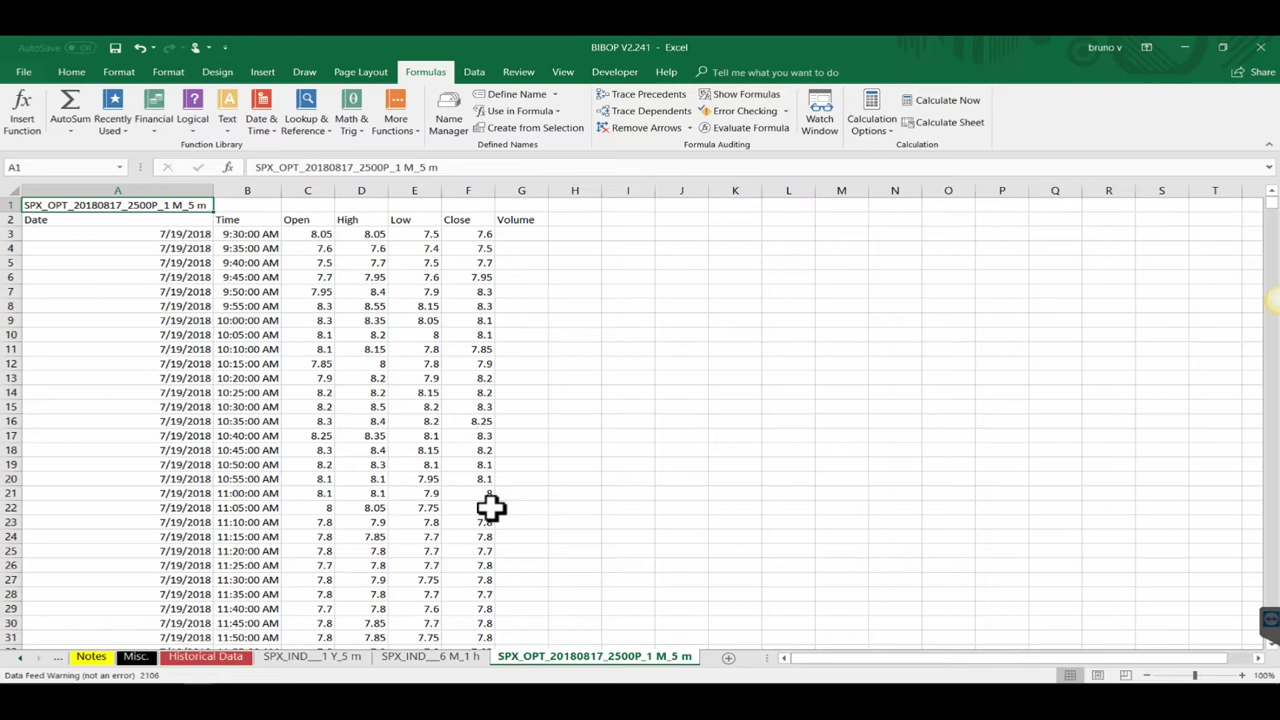 AutoSave Off BIBOP V2.241 - Excel bruno v
File Home Format Format Design Insert Draw Page Layout Formulas Data Review View Developer Help Tell me what you want to do Share
Insert Function AutoSum Recently Used Financial Logical Text Date & Time Lookup & Reference Math & Trig More Functions Name Manager Define Name Use in Formula Create from Selection Trace Precedents Trace Dependents Remove Arrows Show Formulas Error Checking Evaluate Formula Watch Window Calculation Options Calculate Now Calculate Sheet
Function Library Defined Names Formula Auditing Calculation
A1 fx SPX_OPT_20180817_2500P_1 M_5 m
A B C D E F G H I J K L M N O P Q R S T
1 SPX_OPT_20180817_2500P_1 M_5 m
2 Date Time Open High Low Close Volume
3 7/19/2018 9:30:00 AM 8.05 8.05 7.5 7.6
4 7/19/2018 9:35:00 AM 7.6 7.6 7.4 7.5
5 7/19/2018 9:40:00 AM 7.5 7.7 7.5 7.7
6 7/19/2018 9:45:00 AM 7.7 7.95 7.6 7.95
7 7/19/2018 9:50:00 AM 7.95 8.4 7.9 8.3
8 7/19/2018 9:55:00 AM 8.3 8.55 8.15 8.3
9 7/19/2018 10:00:00 AM 8.3 8.35 8.05 8.1
10 7/19/2018 10:05:00 AM 8.1 8.2 8 8.1
11 7/19/2018 10:10:00 AM 8.1 8.15 7.8 7.85
12 7/19/2018 10:15:00 AM 7.85 8 7.8 7.9
13 7/19/2018 10:20:00 AM 7.9 8.2 7.9 8.2
14 7/19/2018 10:25:00 AM 8.2 8.2 8.15 8.2
15 7/19/2018 10:30:00 AM 8.2 8.5 8.2 8.3
16 7/19/2018 10:35:00 AM 8.3 8.4 8.2 8.25
17 7/19/2018 10:40:00 AM 8.25 8.35 8.1 8.3
18 7/19/2018 10:45:00 AM 8.3 8.4 8.15 8.2
19 7/19/2018 10:50:00 AM 8.2 8.3 8.1 8.1
20 7/19/2018 10:55:00 AM 8.1 8.1 7.95 8.1
21 7/19/2018 11:00:00 AM 8.1 8.1 7.9 8
22 7/19/2018 11:05:00 AM 8 8.05 7.75
23 7/19/2018 11:10:00 AM 7.8 7.9 7.8 7.8
24 7/19/2018 11:15:00 AM 7.8 7.85 7.7 7.8
25 7/19/2018 11:20:00 AM 7.8 7.8 7.7 7.7
26 7/19/2018 11:25:00 AM 7.7 7.8 7.7 7.8
27 7/19/2018 11:30:00 AM 7.8 7.9 7.75 7.8
28 7/19/2018 11:35:00 AM 7.8 7.8 7.7 7.7
29 7/19/2018 11:40:00 AM 7.7 7.8 7.6 7.8
30 7/19/2018 11:45:00 AM 7.8 7.85 7.7 7.8
31 7/19/2018 11:50:00 AM 7.8 7.85 7.75 7.8
... Notes Misc. Historical Data SPX_IND___1 Y_5 m SPX_IND___6 M_1 h SPX_OPT_20180817_2500P_1 M_5 m
Data Feed Warning (not an error) 2106 100%